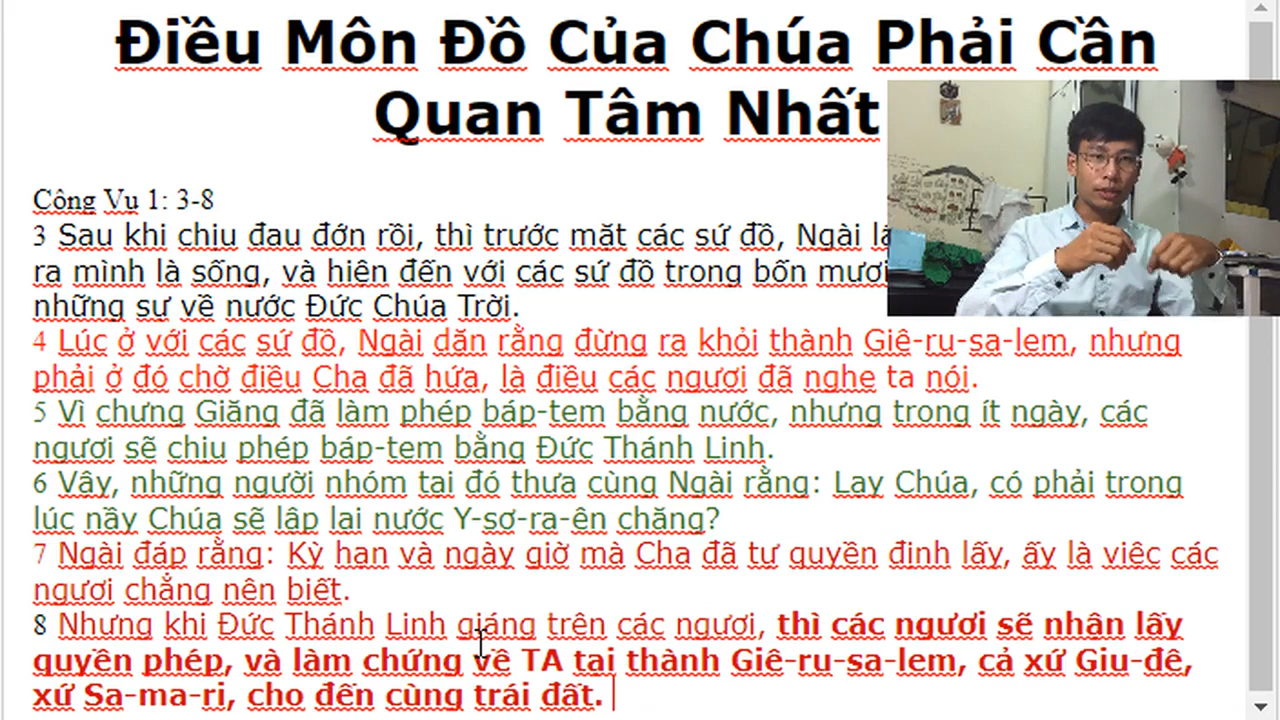 Điều Môn Đồ Của Chúa Phải Cần
Quan Tâm Nhất
Công Vụ 1: 3-8
3 Sau khi chịu đau đớn rồi, thì trước mặt các sứ đồ, Ngài
ra mình là sống, và hiện đến với các sứ đồ trong bốn
những sự về nước Đức Chúa Trời.
4 Lúc ở với các sứ đồ, Ngài dặn rằng đừng ra khỏi thành Giê-ru-sa-lem, nhưng
phải ở đó chờ điều Cha đã hứa, là điều các ngươi đã nghe ta nói.
5 Vì chưng Giăng đã làm phép báp-tem bằng nước, nhưng trong ít ngày, các
ngươi sẽ chịu phép báp-tem bằng Đức Thánh Linh.
6 Vậy, những người nhóm tại đó thưa cùng Ngài rằng: Lạy Chúa, có phải trong
lúc nầy Chúa sẽ lập lại nước Y-sơ-ra-ên chăng?
7 Ngài đáp rằng: Kỳ hạn và ngày giờ mà Cha đã tự quyền định lấy, ấy là việc các
ngươi chẳng nên biết.
8 Nhưng khi Đức Thánh Linh giáng trên các ngươi, thì các ngươi sẽ nhận lấy
quyền phép, và làm chứng về TA tại thành Giê-ru-sa-lem, cả xứ Giu-đê,
xứ Sa-ma-ri, cho đến cùng trái đất.